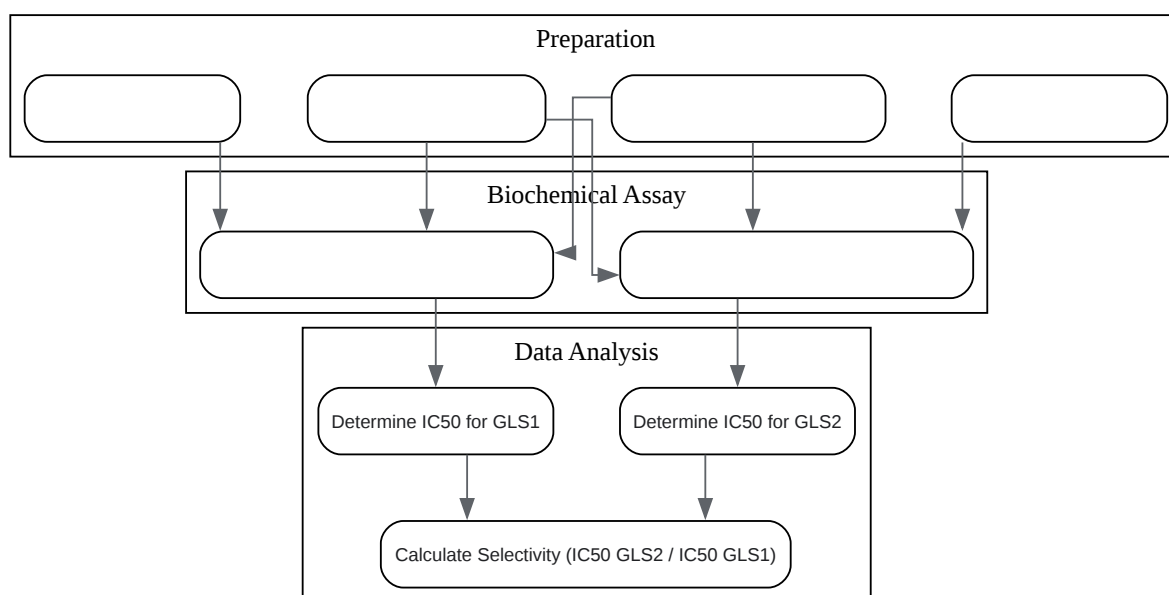 Preparation
Biochemical Assay
Data Analysis
Determine IC50 for GLS1
Determine IC50 for GLS2
Calculate Selectivity (IC50 GLS2 / IC50 GLS1)